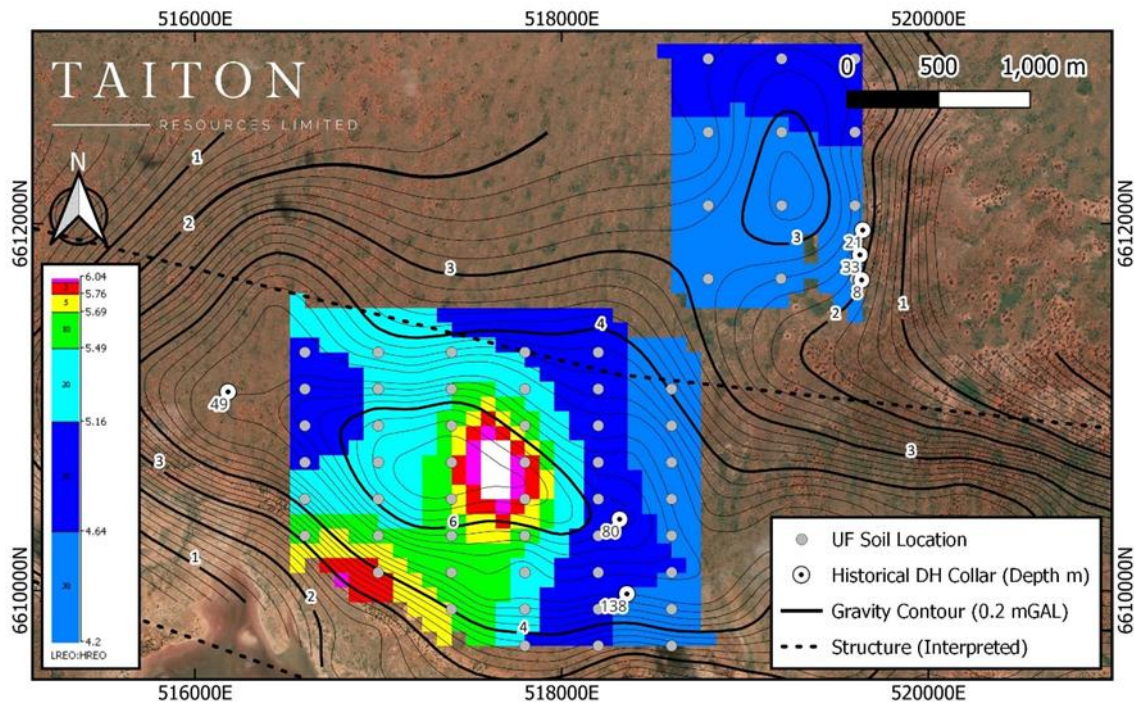 516000E
518000E
520000E
TAITON
RESOURCES LIMITED
0 500 1,000 m
N
1
2
3
3
21
33
8
2
1
6612000N
6612000N
6.04
5.76
5.69
5.49
20
5.16
4.64
4.2
LREO:HREO
4
49
3
3
6
80
1
2
138
4
UF Soil Location
Historical DH Collar (Depth m)
Gravity Contour (0.2 mGAL)
Structure (Interpreted)
6610000N
6610000N
516000E
518000E
520000E